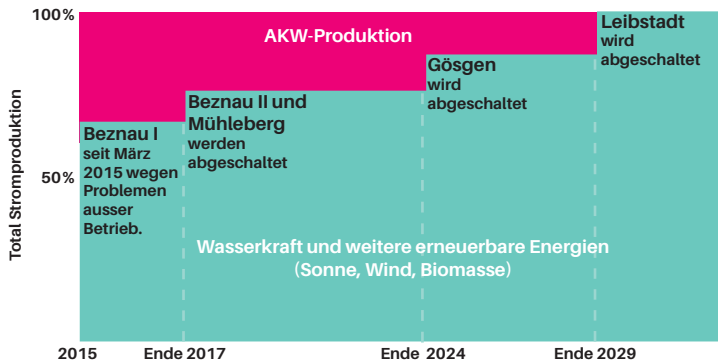 100%
AKW-Produktion
Leibstadt
wird
abgeschaltet
Gösgen
wird
abgeschaltet
Beznau II und
Mühleberg
werden
abgeschaltet
Beznau I
seit März
2015 wegen
Problemen
ausser
Betrieb.
50%
Total Stromproduktion
Wasserkraft und weitere erneuerbare Energien
(Sonne, Wind, Biomasse)
2015 Ende 2017 Ende 2024 Ende 2029